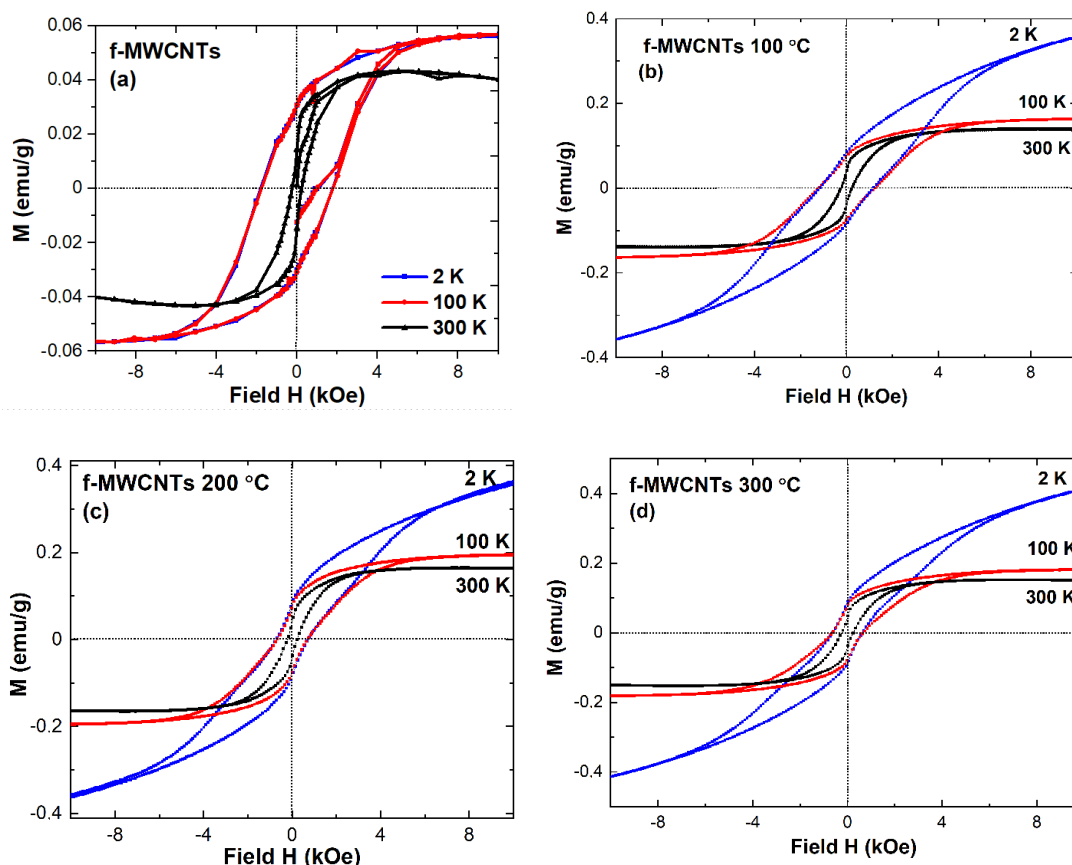 f-MWCNTs
(a)
M (emu/g)
0.06
0.04
0.02
0
-0.02
-0.04
-0.06
2 K
100 K
300 K
-8
-4
0
4
8
Field H (kOe)
f-MWCNTs 100 °C
(b)
2 K
100 K
300 K
M (emu/g)
0.4
0.2
0
-0.2
-0.4
-8
-4
0
4
8
Field H (kOe)
f-MWCNTs 200 °C
(c)
2 K
100 K
300 K
M (emu/g)
0.4
0.2
0
-0.2
-0.4
-8
-4
0
4
8
Field H (kOe)
f-MWCNTs 300 °C
(d)
2 K
100 K
300 K
M (emu/g)
0.4
0.2
0
-0.2
-0.4
-8
-4
0
4
8
Field H (kOe)